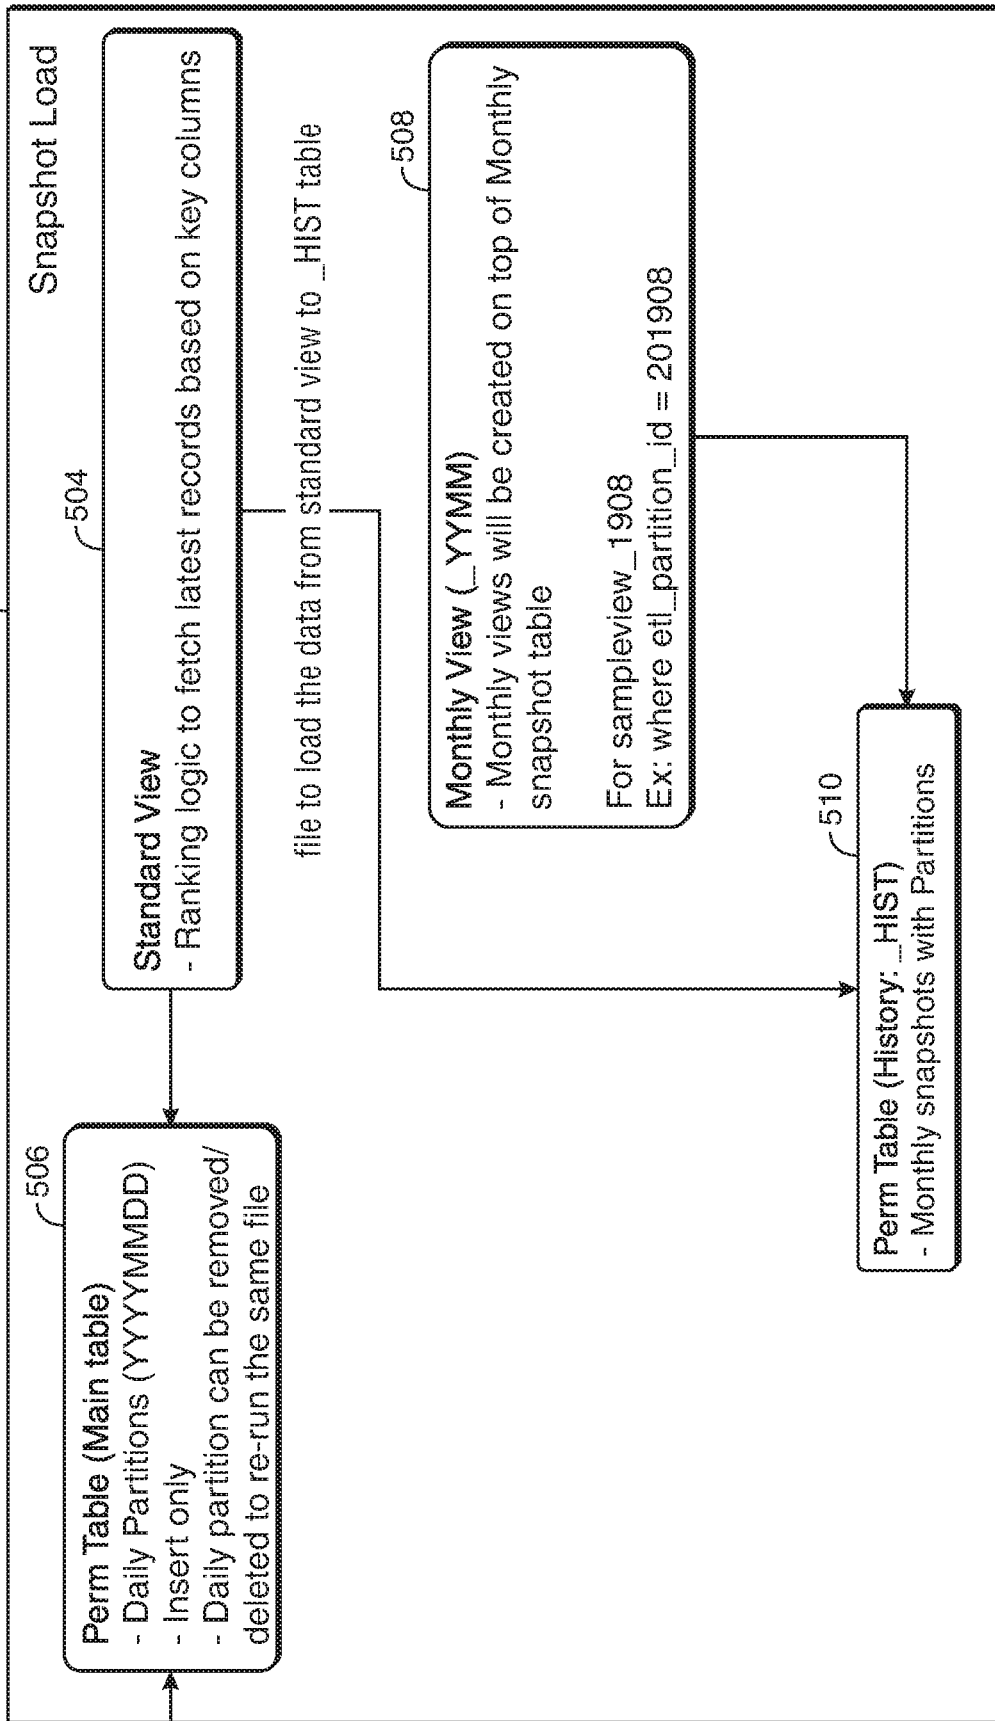 Snapshot Load
506
Perm Table (Main table)
- Daily Partitions (YYYYMMDD)
- Insert only
- Daily partition can be removed/
deleted to re-run the same file
504
Standard View
- Ranking logic to fetch latest records based on key columns
file to load the data from standard view to _HIST table
508
Monthly View (_YYMM)
- Monthly views will be created on top of Monthly
snapshot table
For sampleview_1908
Ex: where etl_partition_id = 201908
510
Perm Table (History: _HIST)
- Monthly snapshots with Partitions